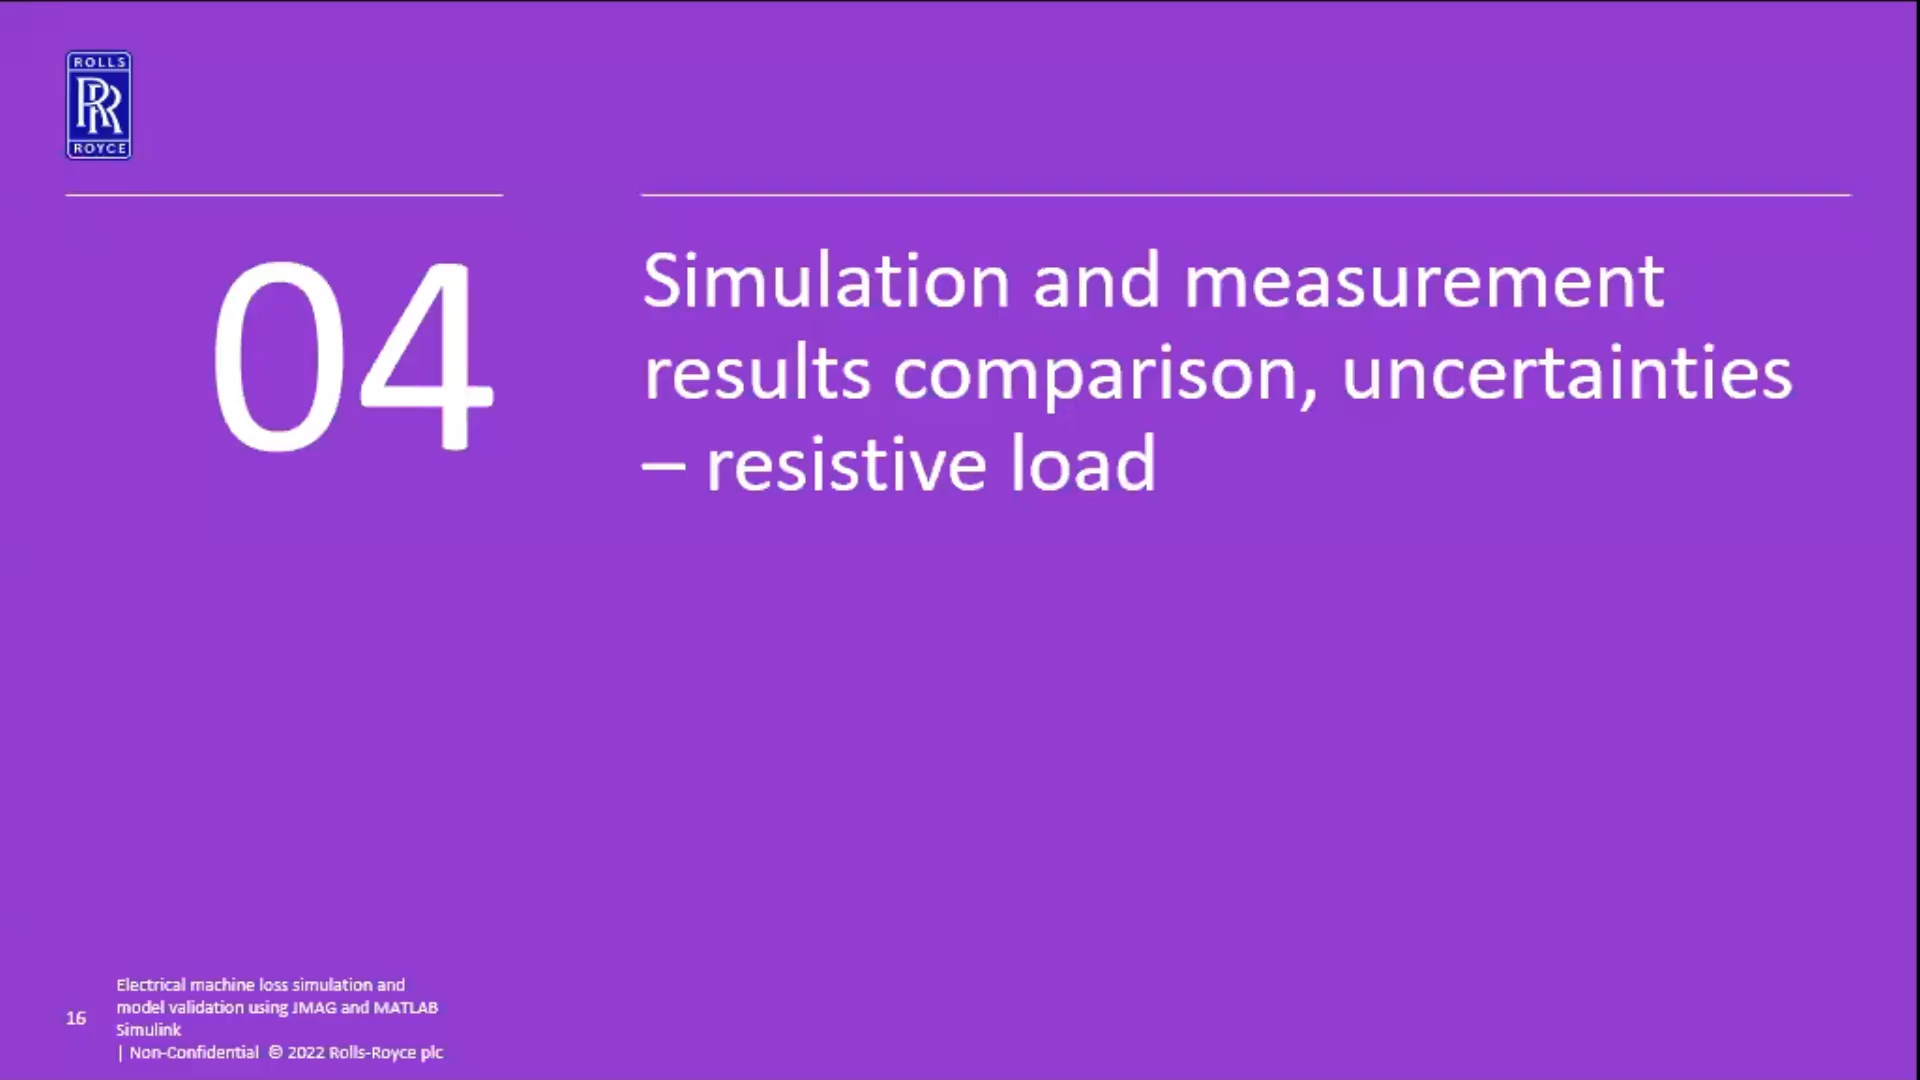 ROLLS
RR
ROYCE
04
Simulation and measurement
results comparison, uncertainties
– resistive load
16
Electrical machine loss simulation and
model validation using JMAG and MATLAB
Simulink
| Non-Confidential © 2022 Rolls-Royce plc